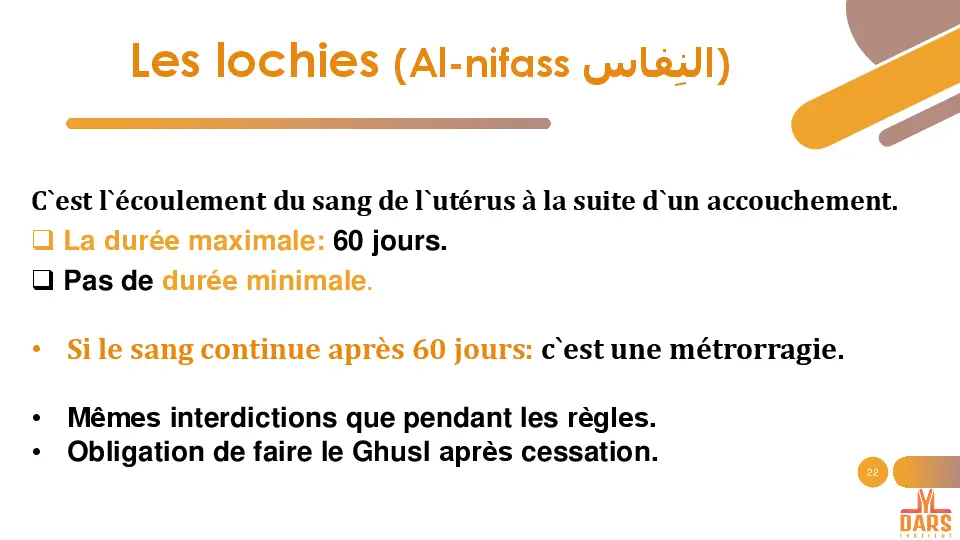 Les lochies (Al-nifass النِفاس)
C`est l`écoulement du sang de l`utérus à la suite d`un accouchement.
❑ La durée maximale: 60 jours.
❑ Pas de durée minimale.
• Si le sang continue après 60 jours: c`est une métrorragie.
• Mêmes interdictions que pendant les règles.
• Obligation de faire le Ghusl après cessation.
22
DARS
INSTITUT